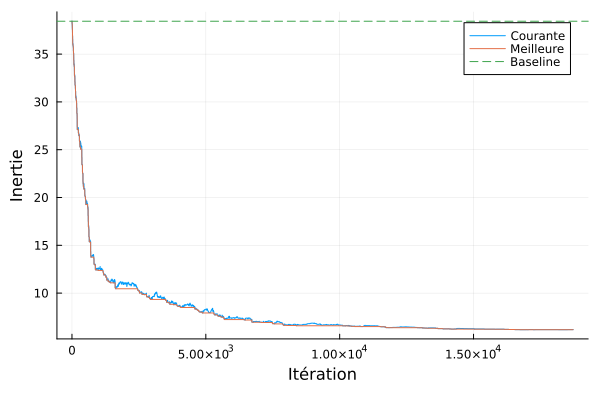 Courante
Meilleure
Baseline
Inertie
35
30
25
20
15
10
0
5.00×10³
1.00×10⁴
1.50×10⁴
Itération